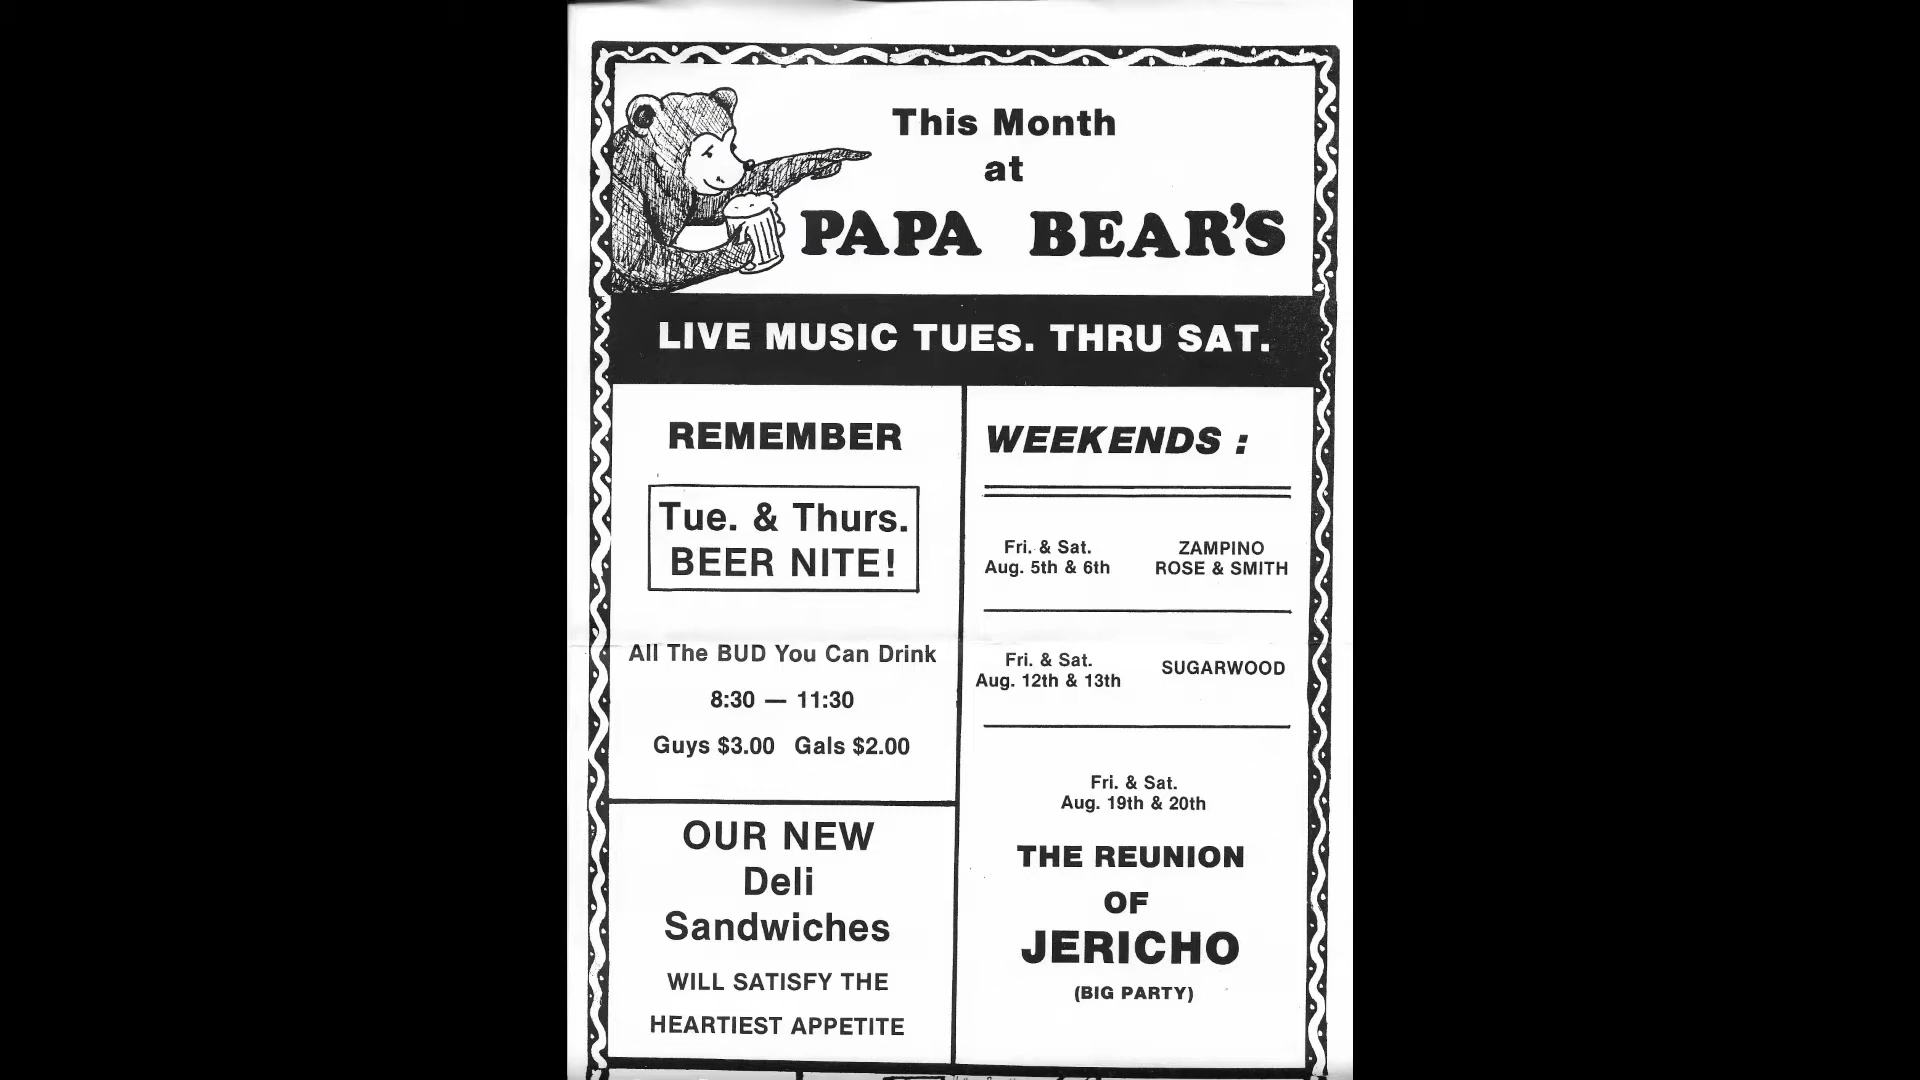 This Month
at
PAPA BEAR'S
LIVE MUSIC TUES. THRU SAT.
REMEMBER
Tue. & Thurs.
BEER NITE!
All The BUD You Can Drink
8:30 — 11:30
Guys $3.00 Gals $2.00
OUR NEW
Deli
Sandwiches
WILL SATISFY THE
HEARTIEST APPETITE
WEEKENDS :
Fri. & Sat.
Aug. 5th & 6th
ZAMPINO
ROSE & SMITH
Fri. & Sat.
Aug. 12th & 13th
SUGARWOOD
Fri. & Sat.
Aug. 19th & 20th
THE REUNION
OF
JERICHO
(BIG PARTY)